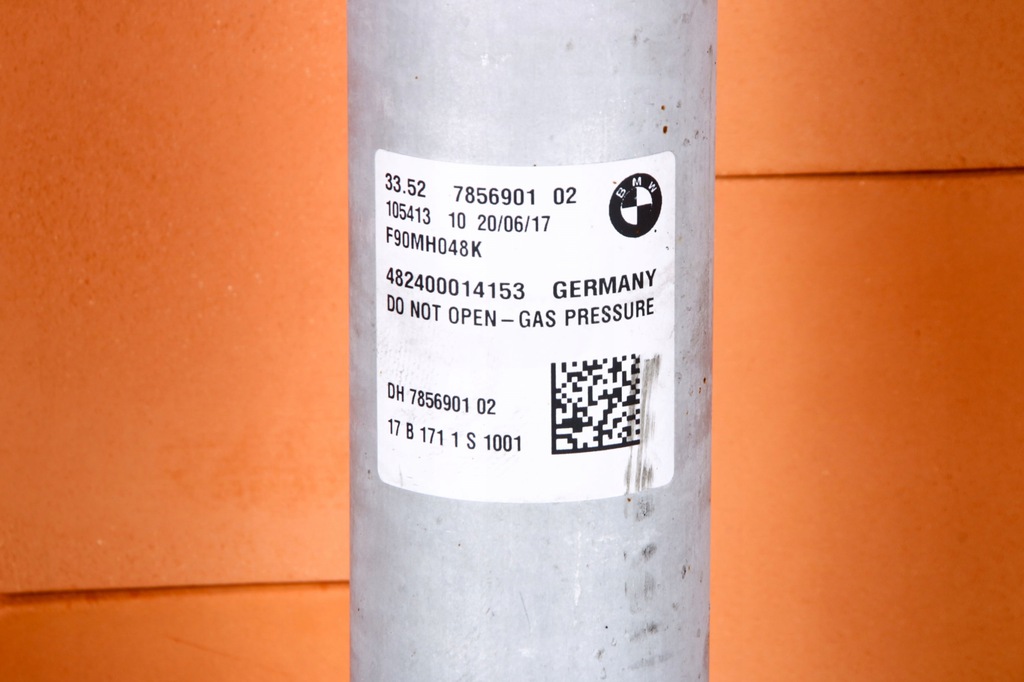 33.52 7856901 02
BMW
105413 10 20/06/17
F90MH048K
482400014153 GERMANY
DO NOT OPEN – GAS PRESSURE
DH 7856901 02
17 B 171 1 S 1001